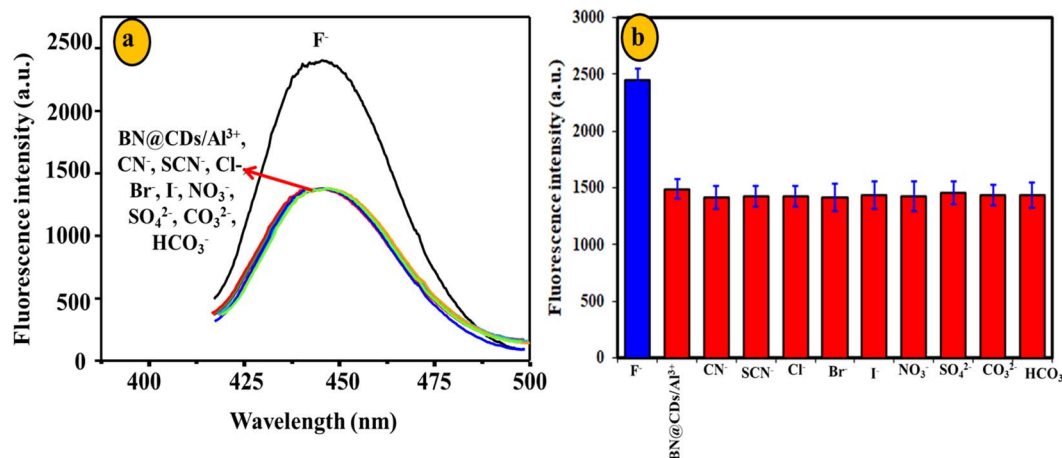 a
F⁻
BN@CDs/Al³⁺,
CN⁻, SCN⁻, Cl-
Br⁻, I⁻, NO₃⁻,
SO₄²⁻, CO₃²⁻,
HCO₃⁻
Fluorescence intensity (a.u.)
2500
2000
1500
1000
500
0
400
425
450
475
500
Wavelength (nm)
b
Fluorescence intensity (a.u.)
3000
2500
2000
1500
1000
500
0
F⁻
BN@CDs/Al³⁺
CN⁻
SCN⁻
Cl⁻
Br⁻
I⁻
NO₃⁻
SO₄²⁻
CO₃²⁻
HCO₃